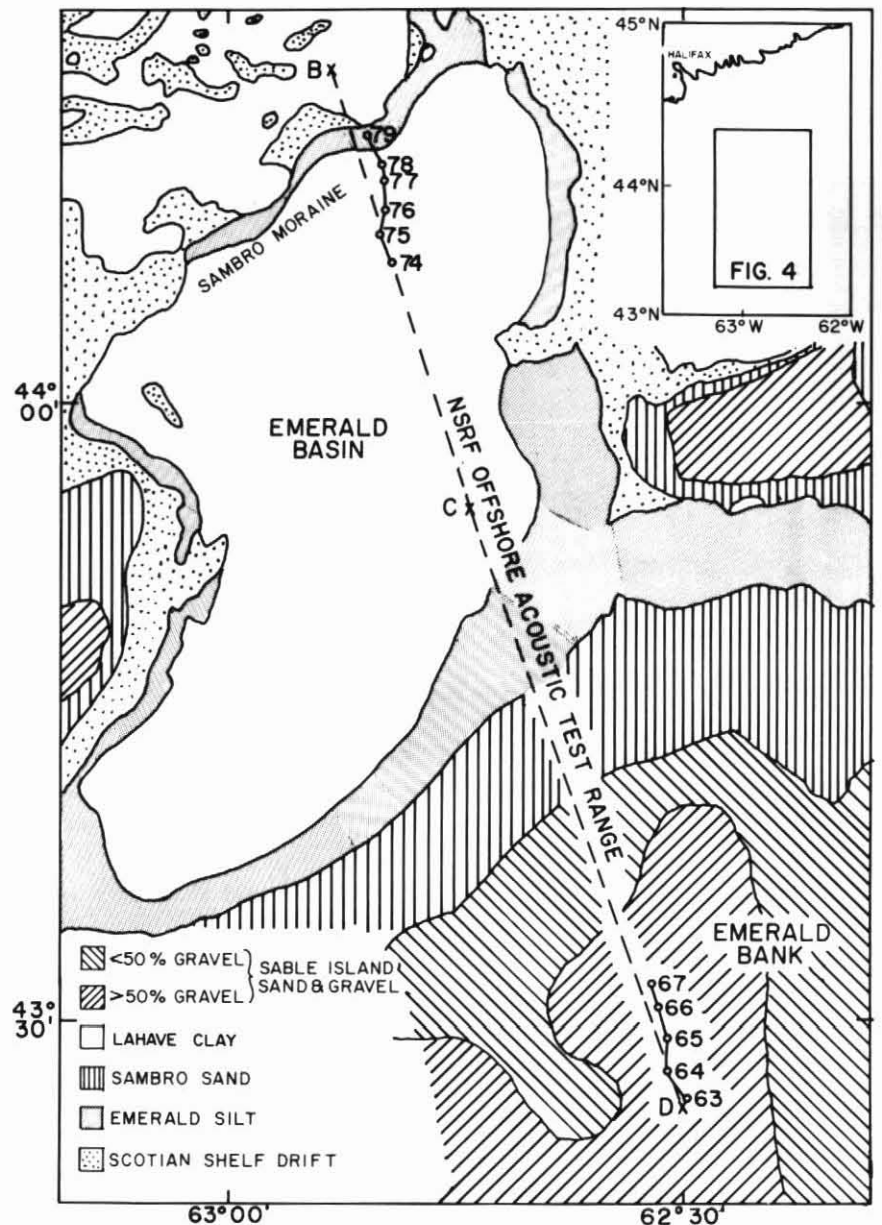 45°N
HALIFAX
44°N
43°N
FIG. 4
63°W
62°W
B x
79
78
77
76
75
74
SAMBRO MORAINE
44°
00'
EMERALD
BASIN
NSRF OFFSHORE ACOUSTIC TEST RANGE
C x
EMERALD
BANK
67
66
65
64
63
D x
43°
30'
<50% GRAVEL
>50% GRAVEL
SABLE ISLAND
SAND & GRAVEL
LAHAVE CLAY
SAMBRO SAND
EMERALD SILT
SCOTIAN SHELF DRIFT
63°00'
62°30'